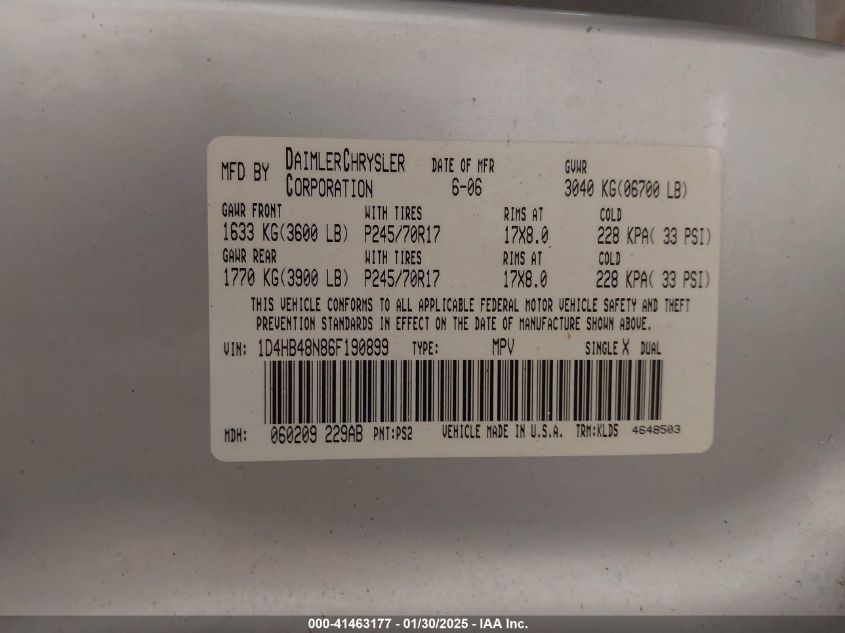 MFD BY DAIMLERCHRYSLER CORPORATION DATE OF MFR 6-06 GVWR 3040 KG(06700 LB)
GAWR FRONT WITH TIRES RIMS AT COLD
1633 KG(3600 LB) P245/70R17 17X8.0 228 KPA( 33 PSI)
GAWR REAR WITH TIRES RIMS AT COLD
1770 KG(3900 LB) P245/70R17 17X8.0 228 KPA( 33 PSI)
THIS VEHICLE CONFORMS TO ALL APPLICABLE FEDERAL MOTOR VEHICLE SAFETY AND THEFT
PREVENTION STANDARDS IN EFFECT ON THE DATE OF MANUFACTURE SHOWN ABOVE.
VIN: 1D4HB48N86F190899 TYPE: MPV SINGLE X DUAL
MDH: 060209 229AB PNT:PS2 VEHICLE MADE IN U.S.A. TRM:KLD5 4648503
000-41463177 - 01/30/2025 - IAA Inc.